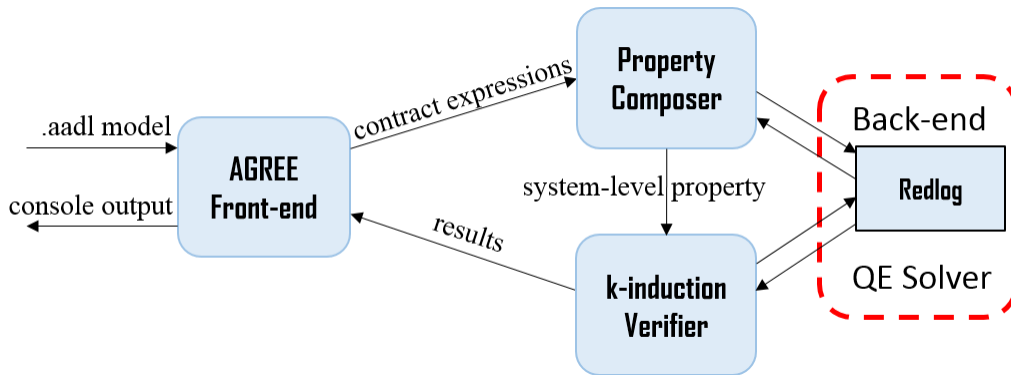 .aadl model
console output
AGREE
Front-end
contract expressions
Property
Composer
system-level property
results
k-induction
Verifier
Back-end
Redlog
QE Solver